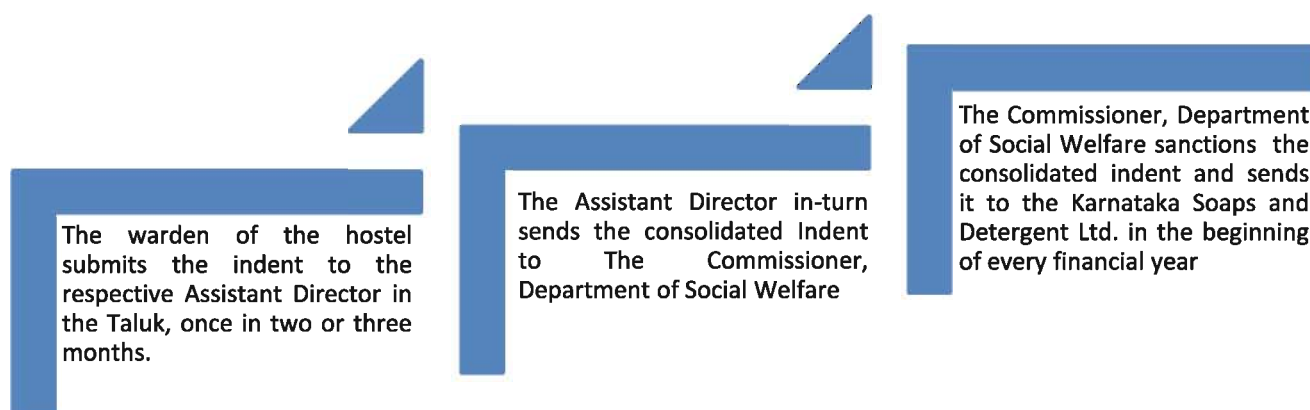 The warden of the hostel
submits the indent to the
respective Assistant Director in
the Taluk, once in two or three
months.
The Assistant Director in-turn
sends the consolidated Indent
to The Commissioner,
Department of Social Welfare
The Commissioner, Department
of Social Welfare sanctions the
consolidated indent and sends
it to the Karnataka Soaps and
Detergent Ltd. in the beginning
of every financial year